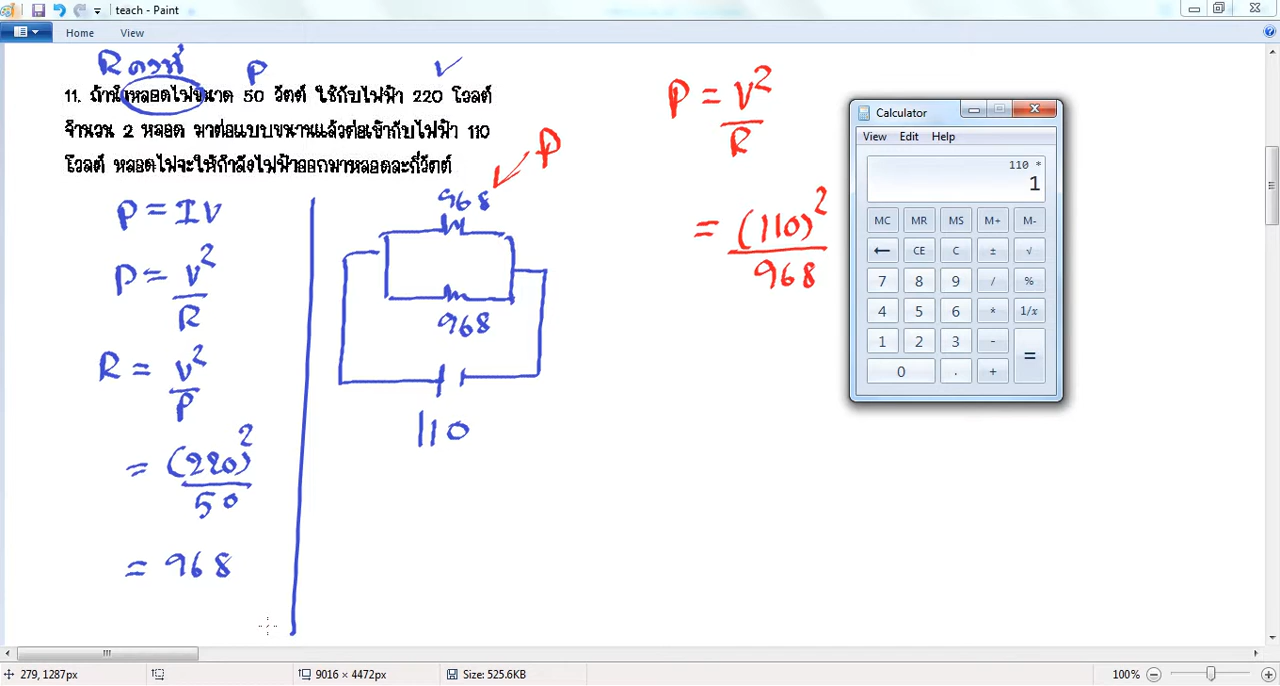 teach - Paint
Home View
R คงที่
P V
11. ถ้านำหลอดไฟขนาด 50 วัตต์ ใช้กับไฟฟ้า 220 โวลต์
จำนวน 2 หลอด มาต่อแบบขนานแล้วต่อเข้ากับไฟฟ้า 110
โวลต์ หลอดไฟจะให้กำลังไฟฟ้าออกมาหลอดละกี่วัตต์
P = IV
P = V²/R
R = V²/P
= (220)²/50
= 968
P
968
968
110
P = V²/R
= (110)²/968
Calculator
View Edit Help
110 *
1
MC MR MS M+ M-
← CE C ± √
7 8 9 / %
4 5 6 * 1/x
1 2 3 - =
0 . +
279, 1287px 9016 × 4472px Size: 525.6KB 100%